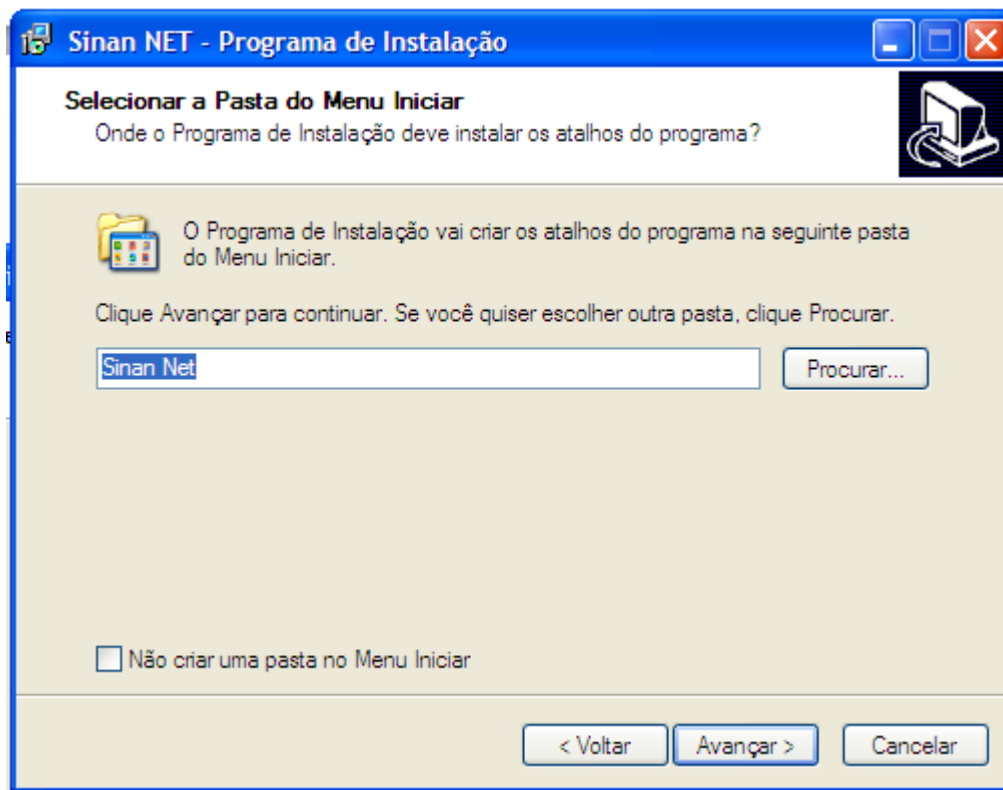 Sinan NET - Programa de Instalação
Selecionar a Pasta do Menu Iniciar
Onde o Programa de Instalação deve instalar os atalhos do programa?
O Programa de Instalação vai criar os atalhos do programa na seguinte pasta
do Menu Iniciar.
Clique Avançar para continuar. Se você quiser escolher outra pasta, clique Procurar.
Sinan Net
Procurar...
Não criar uma pasta no Menu Iniciar
< Voltar
Avançar >
Cancelar